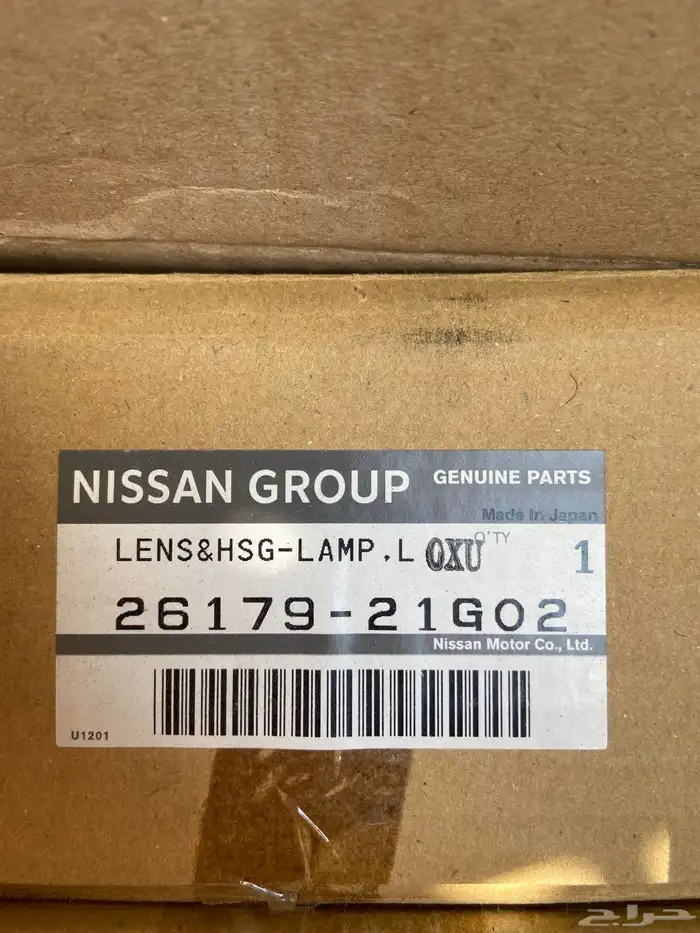 NISSAN GROUP GENUINE PARTS
Made In Japan
LENS&HSG-LAMP.L OXU Q'TY 1
26179-21G02
Nissan Motor Co., Ltd.
U1201
حراج